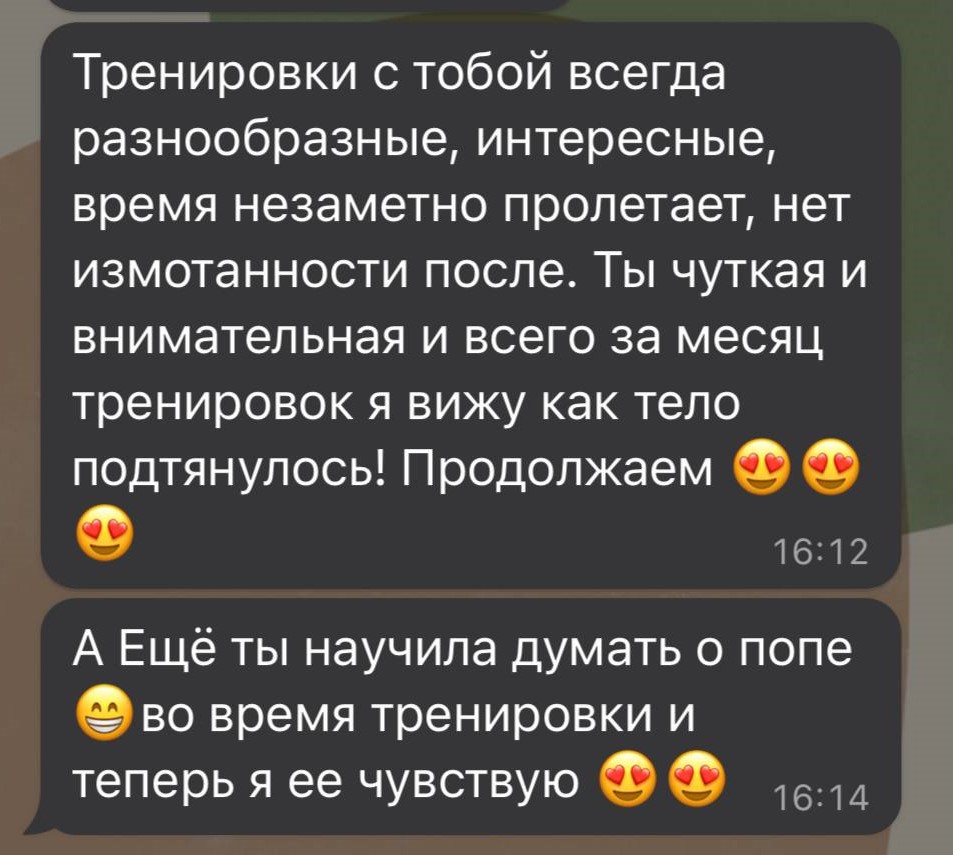 Тренировки с тобой всегда
разнообразные, интересные,
время незаметно пролетает, нет
измотанности после. Ты чуткая и
внимательная и всего за месяц
тренировок я вижу как тело
подтянулось! Продолжаем 😍😍
😍
16:12
А Ещё ты научила думать о попе
😁во время тренировки и
теперь я ее чувствую 😍😍
16:14